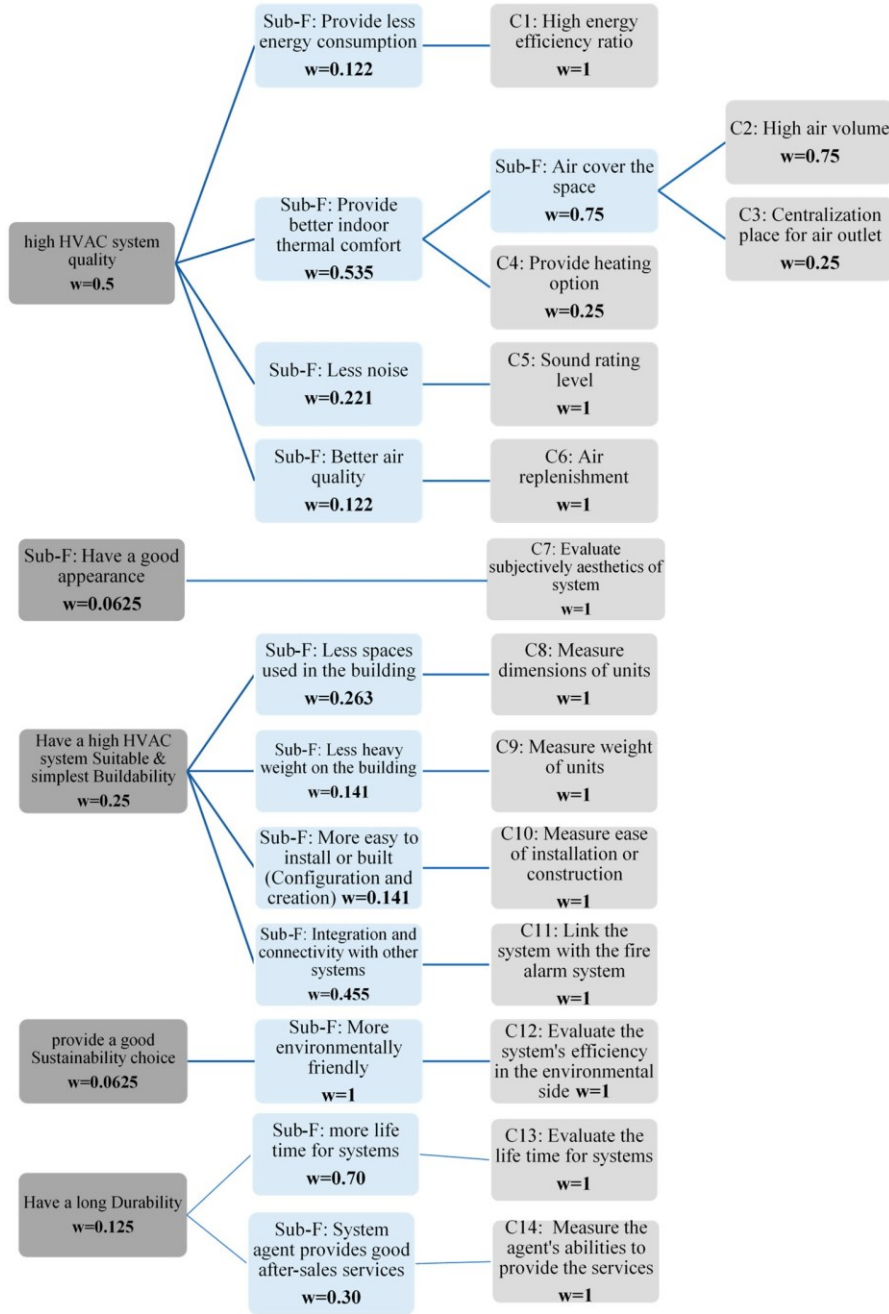 Sub-F: Provide less
energy consumption
w=0.122
C1: High energy
efficiency ratio
w=1
C2: High air volume
w=0.75
Sub-F: Air cover the
space
w=0.75
Sub-F: Provide
better indoor
thermal comfort
w=0.535
C3: Centralization
place for air outlet
w=0.25
high HVAC system
quality
w=0.5
C4: Provide heating
option
w=0.25
Sub-F: Less noise
w=0.221
C5: Sound rating
level
w=1
Sub-F: Better air
quality
w=0.122
C6: Air
replenishment
w=1
Sub-F: Have a good
appearance
w=0.0625
C7: Evaluate
subjectively aesthetics of
system
w=1
Sub-F: Less spaces
used in the building
w=0.263
C8: Measure
dimensions of units
w=1
Have a high HVAC
system Suitable &
simplest Buildability
w=0.25
Sub-F: Less heavy
weight on the building
w=0.141
C9: Measure weight
of units
w=1
Sub-F: More easy to
install or built
(Configuration and
creation) w=0.141
C10: Measure ease
of installation or
construction
w=1
Sub-F: Integration and
connectivity with other
systems
w=0.455
C11: Link the
system with the fire
alarm system
w=1
provide a good
Sustainability choice
w=0.0625
Sub-F: More
environmentally
friendly
w=1
C12: Evaluate the
system's efficiency
in the environmental
side w=1
Sub-F: more life
time for systems
w=0.70
C13: Evaluate the
life time for systems
w=1
Have a long Durability
w=0.125
Sub-F: System
agent provides good
after-sales services
w=0.30
C14: Measure the
agent's abilities to
provide the services
w=1